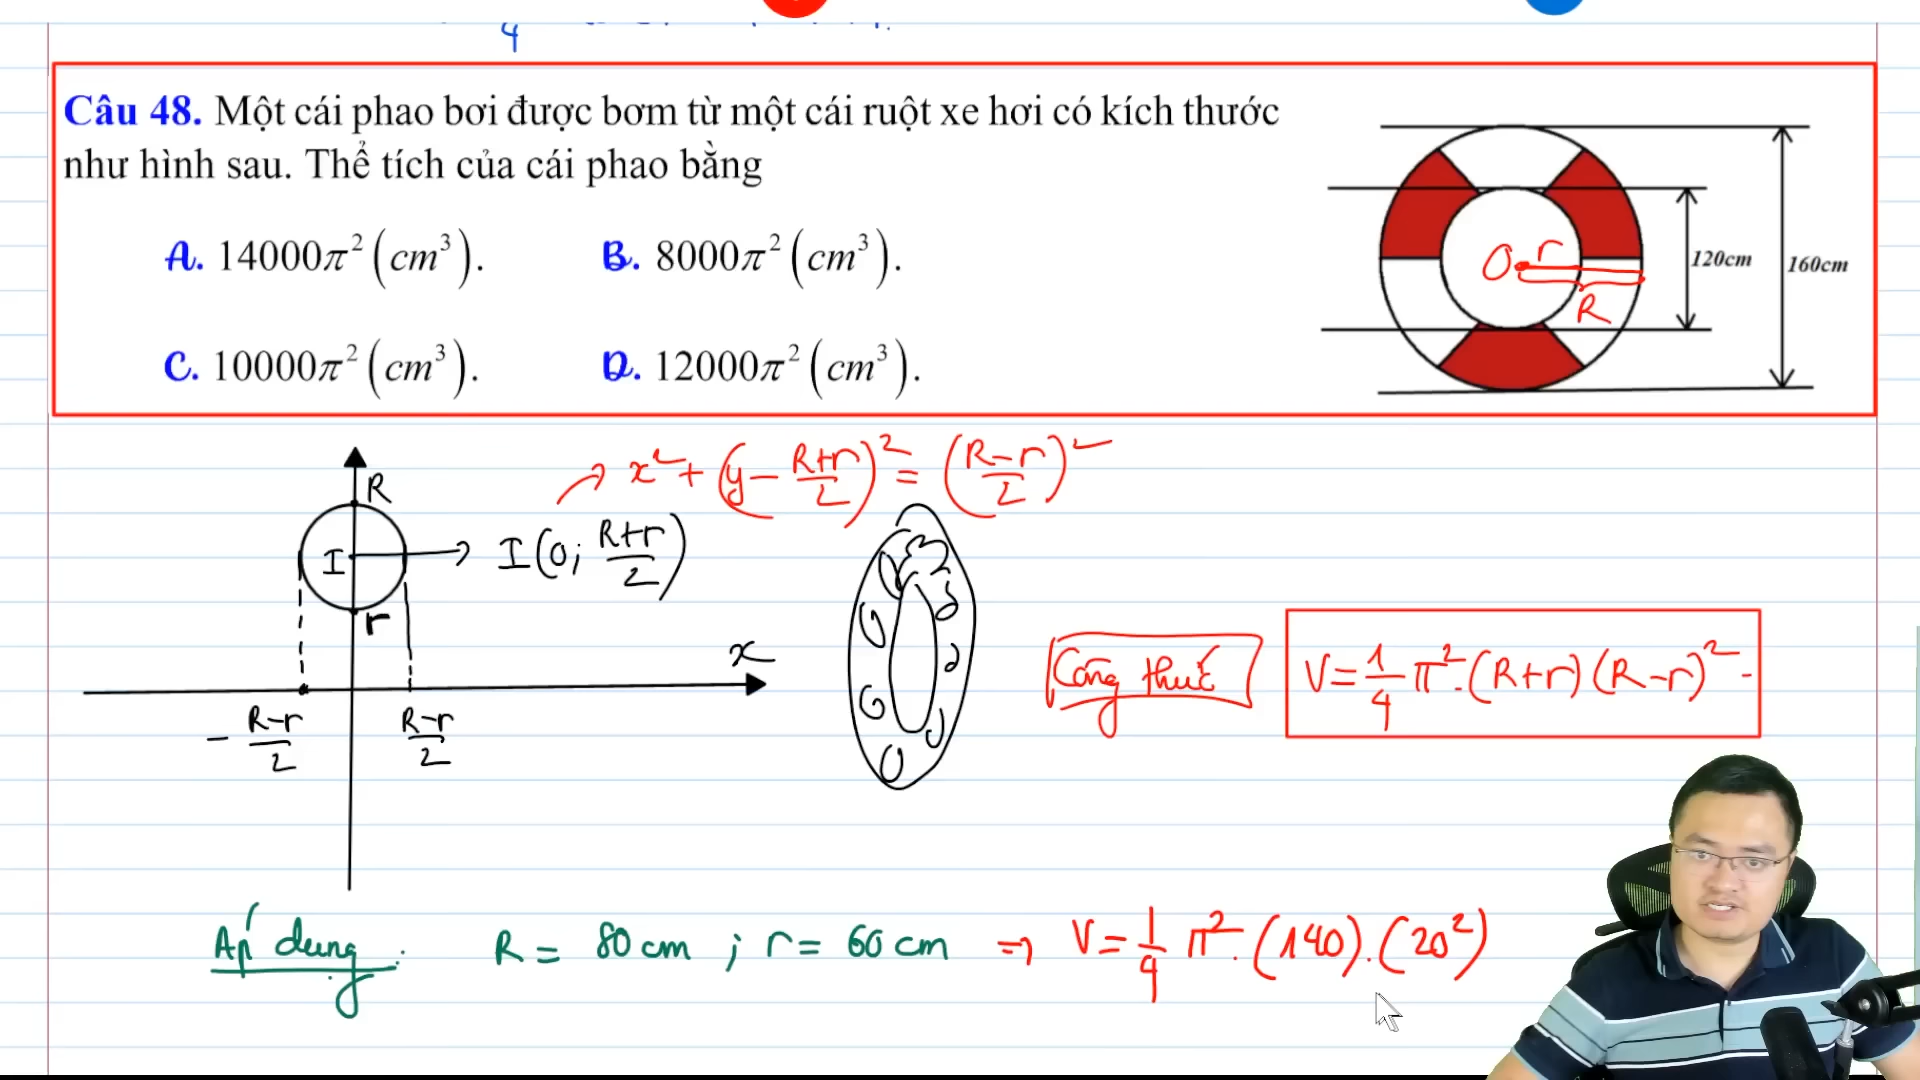 4
Câu 48. Một cái phao bơi được bơm từ một cái ruột xe hơi có kích thước
như hình sau. Thể tích của cái phao bằng
A. 14000π² (cm³).
B. 8000π² (cm³).
C. 10000π² (cm³).
D. 12000π² (cm³).
O r
R
120cm
160cm
R
x² + (y - (R+r)/2)² = ((R-r)/2)²
I
I(0; (R+r)/2)
r
x
- (R-r)/2
(R-r)/2
Công thức
V = 1/4 π². (R+r) (R-r)²
Áp dụng: R = 80 cm ; r = 60 cm ⇒ V = 1/4 π². (140). (20²)